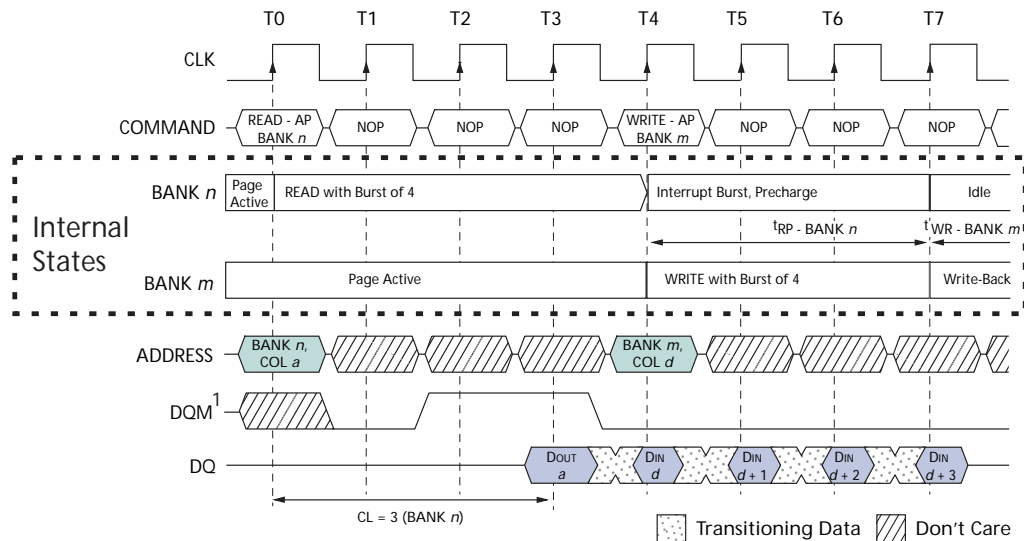 T0 T1 T2 T3 T4 T5 T6 T7
CLK
COMMAND
READ - AP
BANK n
NOP
NOP
NOP
WRITE - AP
BANK m
NOP
NOP
NOP
Internal
States
BANK n
Page
Active
READ with Burst of 4
Interrupt Burst, Precharge
Idle
tRP - BANK n
tWR - BANK m
BANK m
Page Active
WRITE with Burst of 4
Write-Back
ADDRESS
BANK n,
COL a
BANK m,
COL d
DQM1
DQ
DOUT
a
DIN
d
DIN
d + 1
DIN
d + 2
DIN
d + 3
CL = 3 (BANK n)
Transitioning Data
Don't Care